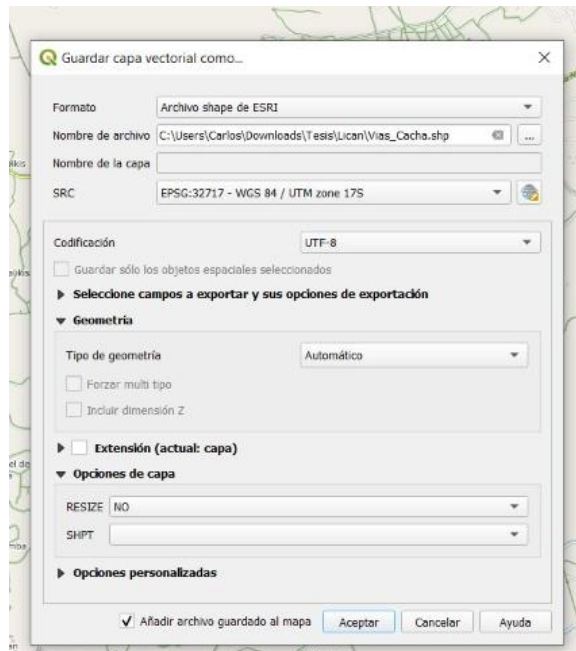 Guardar capa vectorial como...
Formato Archivo shape de ESRI
Nombre de archivo C:\Users\Carlos\Downloads\Tesis\Lican\Vias_Cacha.shp ...
Nombre de la capa
SRC EPSG:32717 - WGS 84 / UTM zone 17S
Codificación UTF-8
Guardar sólo los objetos espaciales seleccionados
Seleccione campos a exportar y sus opciones de exportación
Geometría
Tipo de geometría Automático
Forzar multi tipo
Incluir dimensión Z
Extensión (actual: capa)
Opciones de capa
RESIZE NO
SHPT
Opciones personalizadas
Añadir archivo guardado al mapa Aceptar Cancelar Ayuda